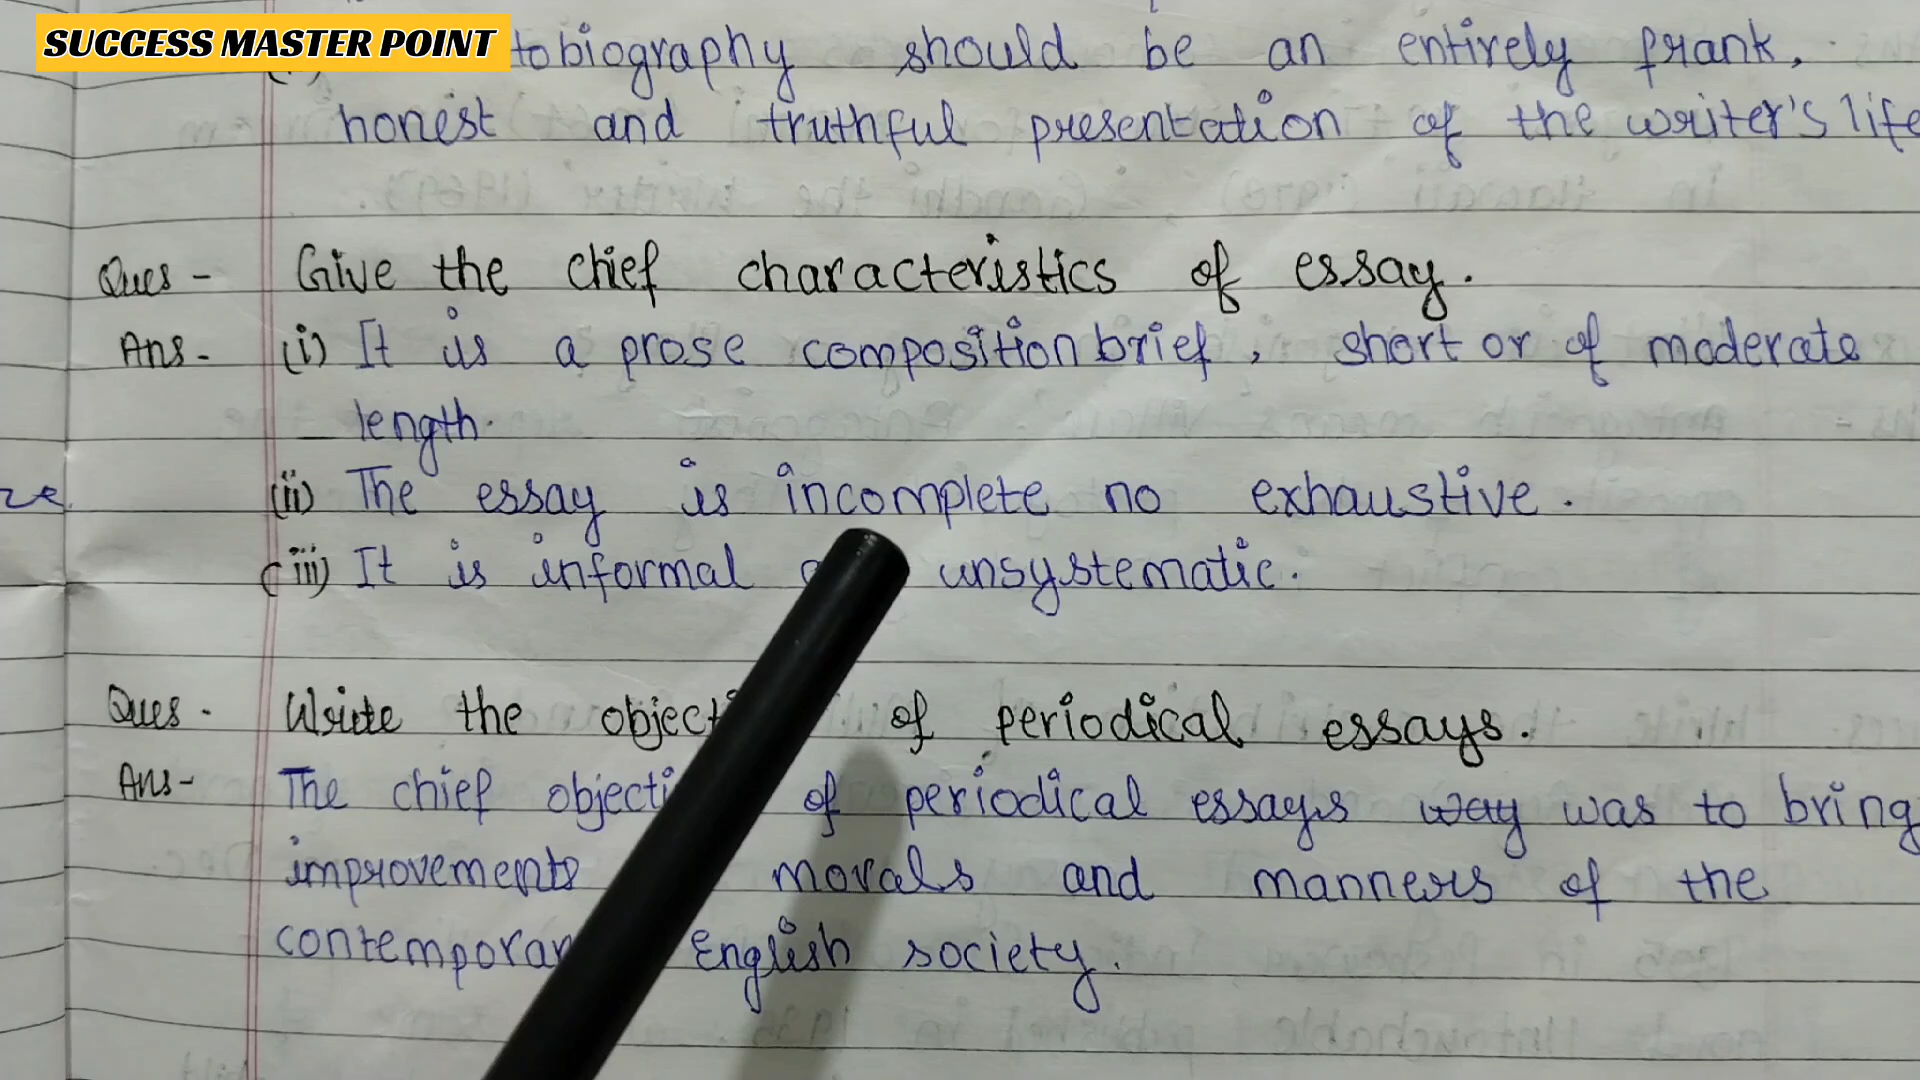 SUCCESS MASTER POINT
tobiography should be an entirely frank,
honest and truthful presentation of the writer's life
Ques - Give the chief characteristics of essay.
Ans - (i) It is a prose composition brief, short or of moderate
length.
(ii) The essay is incomplete no exhaustive.
(iii) It is informal unsystematic.
Ques - Write the objecti of periodical essays.
Ans - The chief objecti of periodical essays way was to bring
improvements morals and manners of the
contemporar English society.